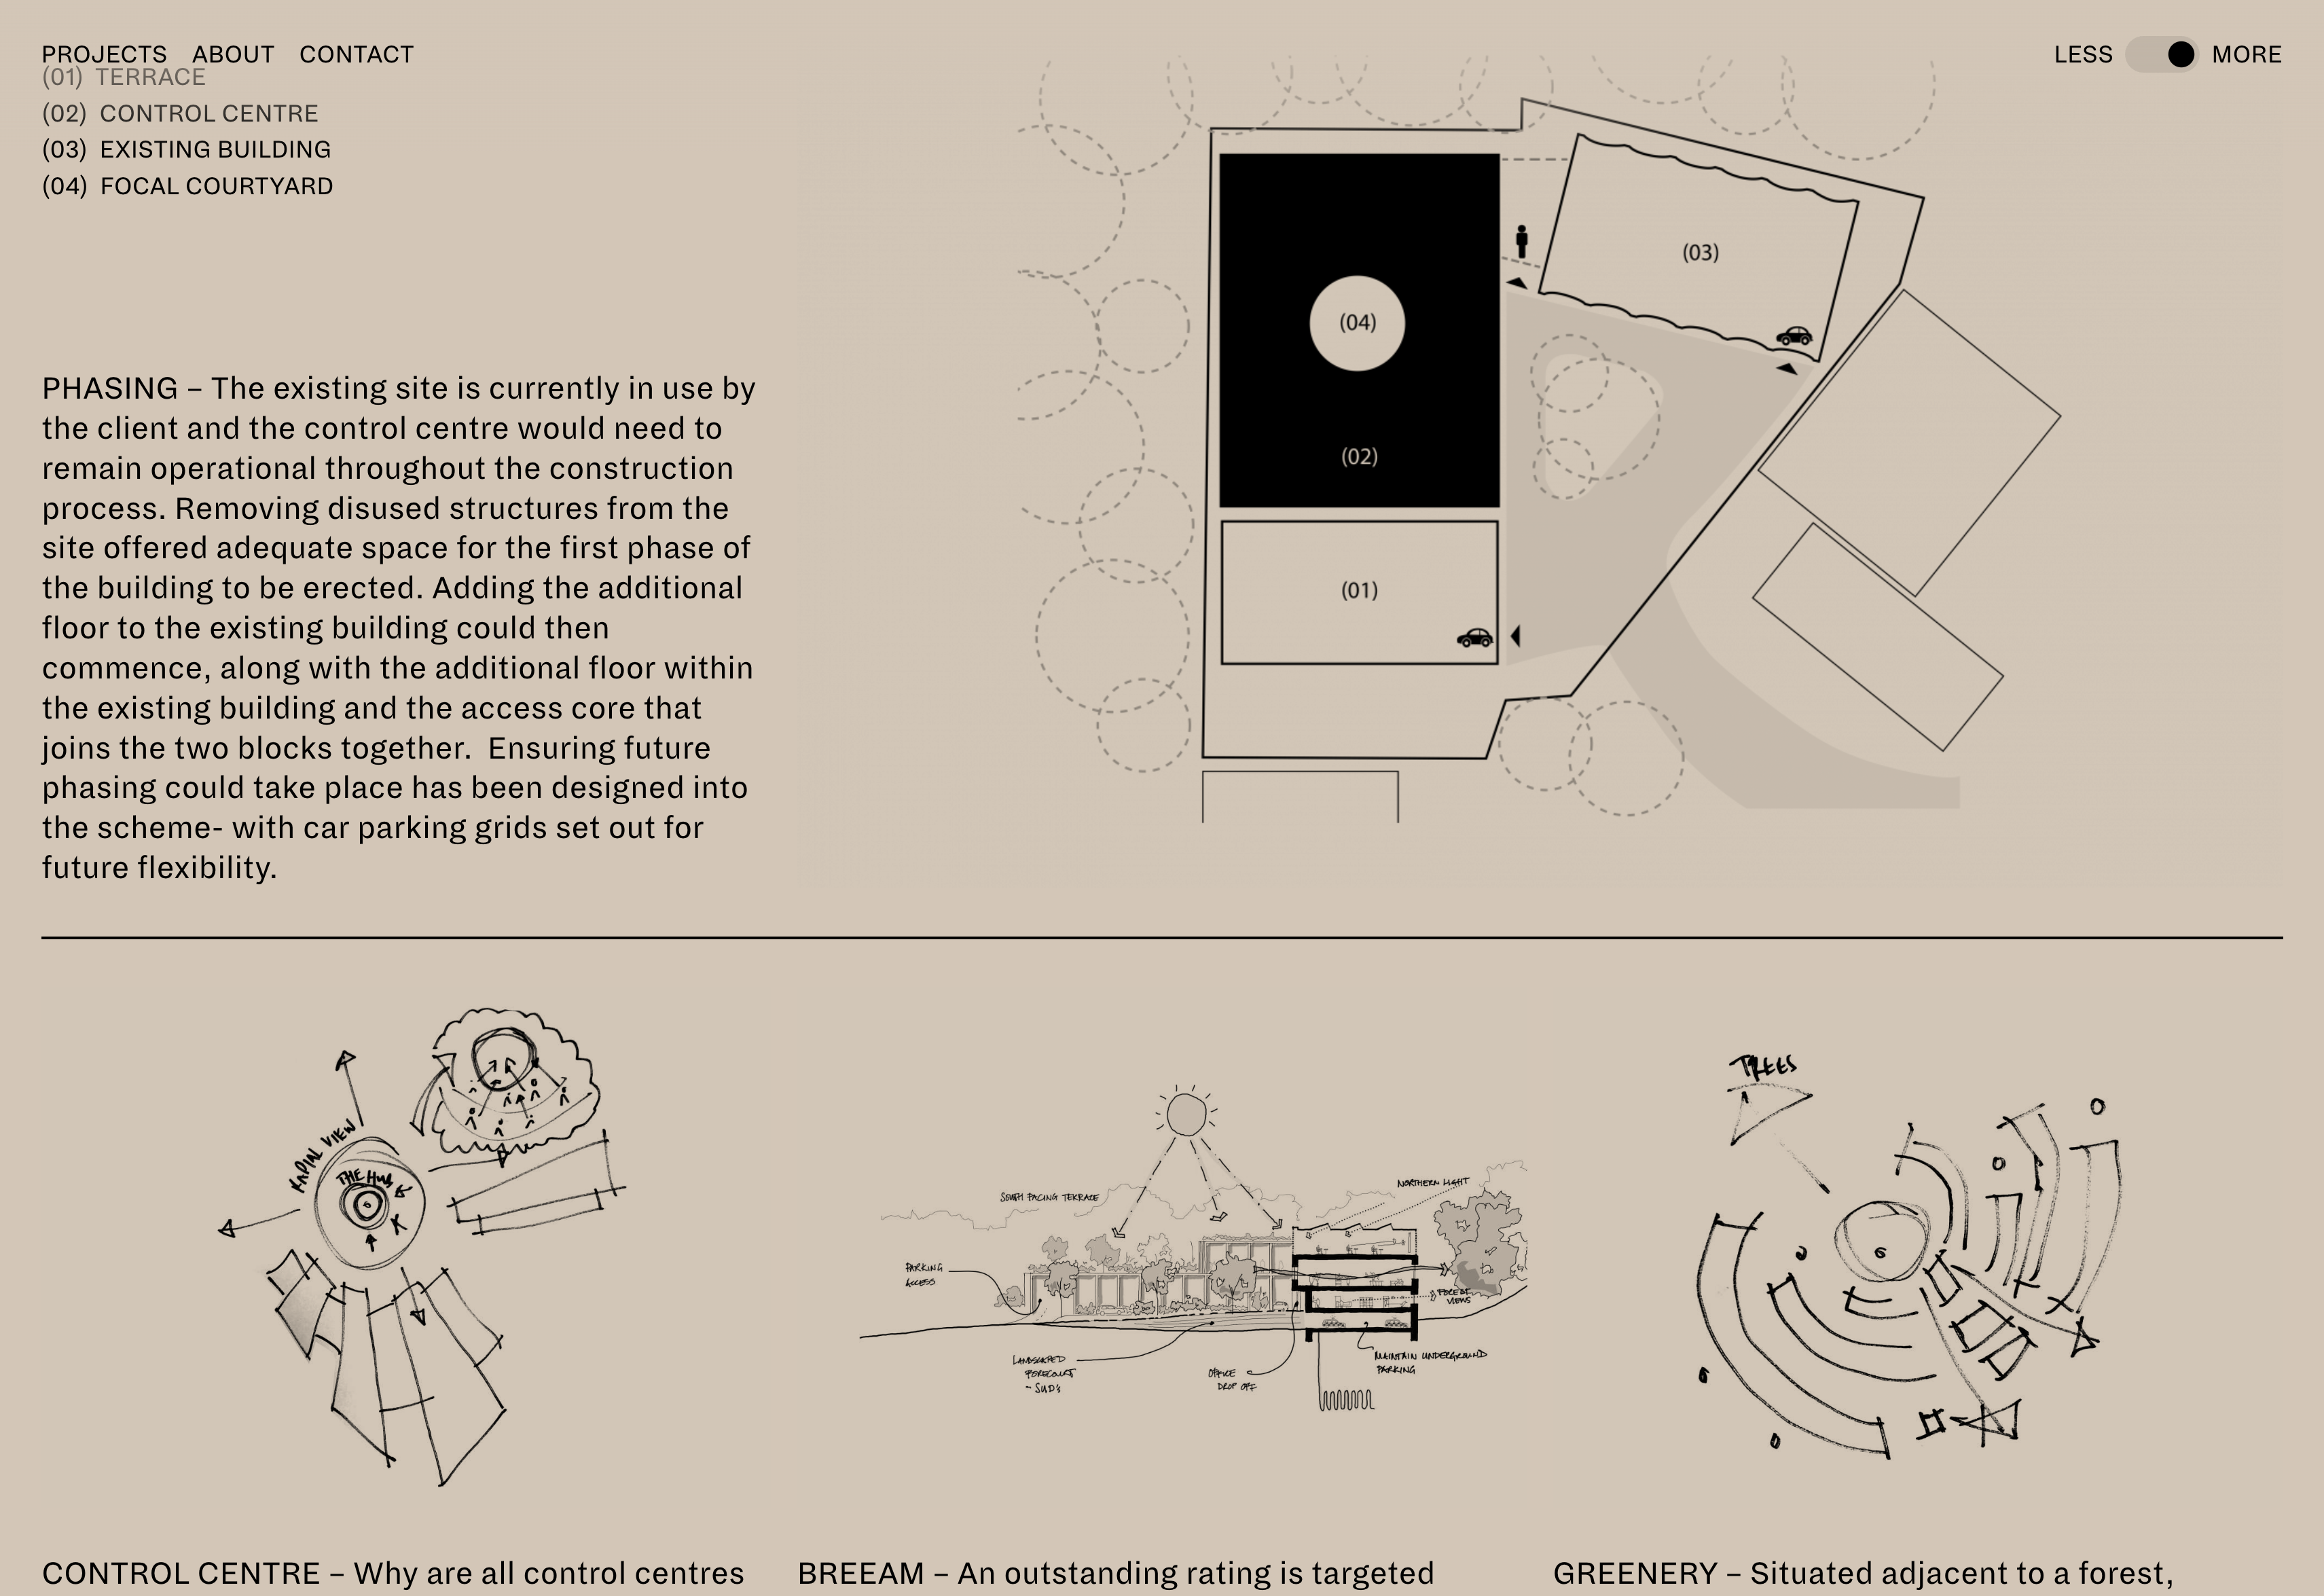 PROJECTS ABOUT CONTACT
LESS MORE
(01) TERRACE
(02) CONTROL CENTRE
(03) EXISTING BUILDING
(04) FOCAL COURTYARD
(03)
(04)
(02)
(01)
PHASING – The existing site is currently in use by
the client and the control centre would need to
remain operational throughout the construction
process. Removing disused structures from the
site offered adequate space for the first phase of
the building to be erected. Adding the additional
floor to the existing building could then
commence, along with the additional floor within
the existing building and the access core that
joins the two blocks together.  Ensuring future
phasing could take place has been designed into
the scheme- with car parking grids set out for
future flexibility.
RADIAL VIEW
THE HUB
SOUTH FACING TERRACE
NORTHERN LIGHT
PARKING
ACCESS
FOREST
VIEWS
LANDSCAPED
FORECOURT
- SUD's
OFFICE
DROP OFF
MAINTAIN UNDERGROUND
PARKING
TREES
CONTROL CENTRE – Why are all control centres
BREEAM – An outstanding rating is targeted
GREENERY – Situated adjacent to a forest,